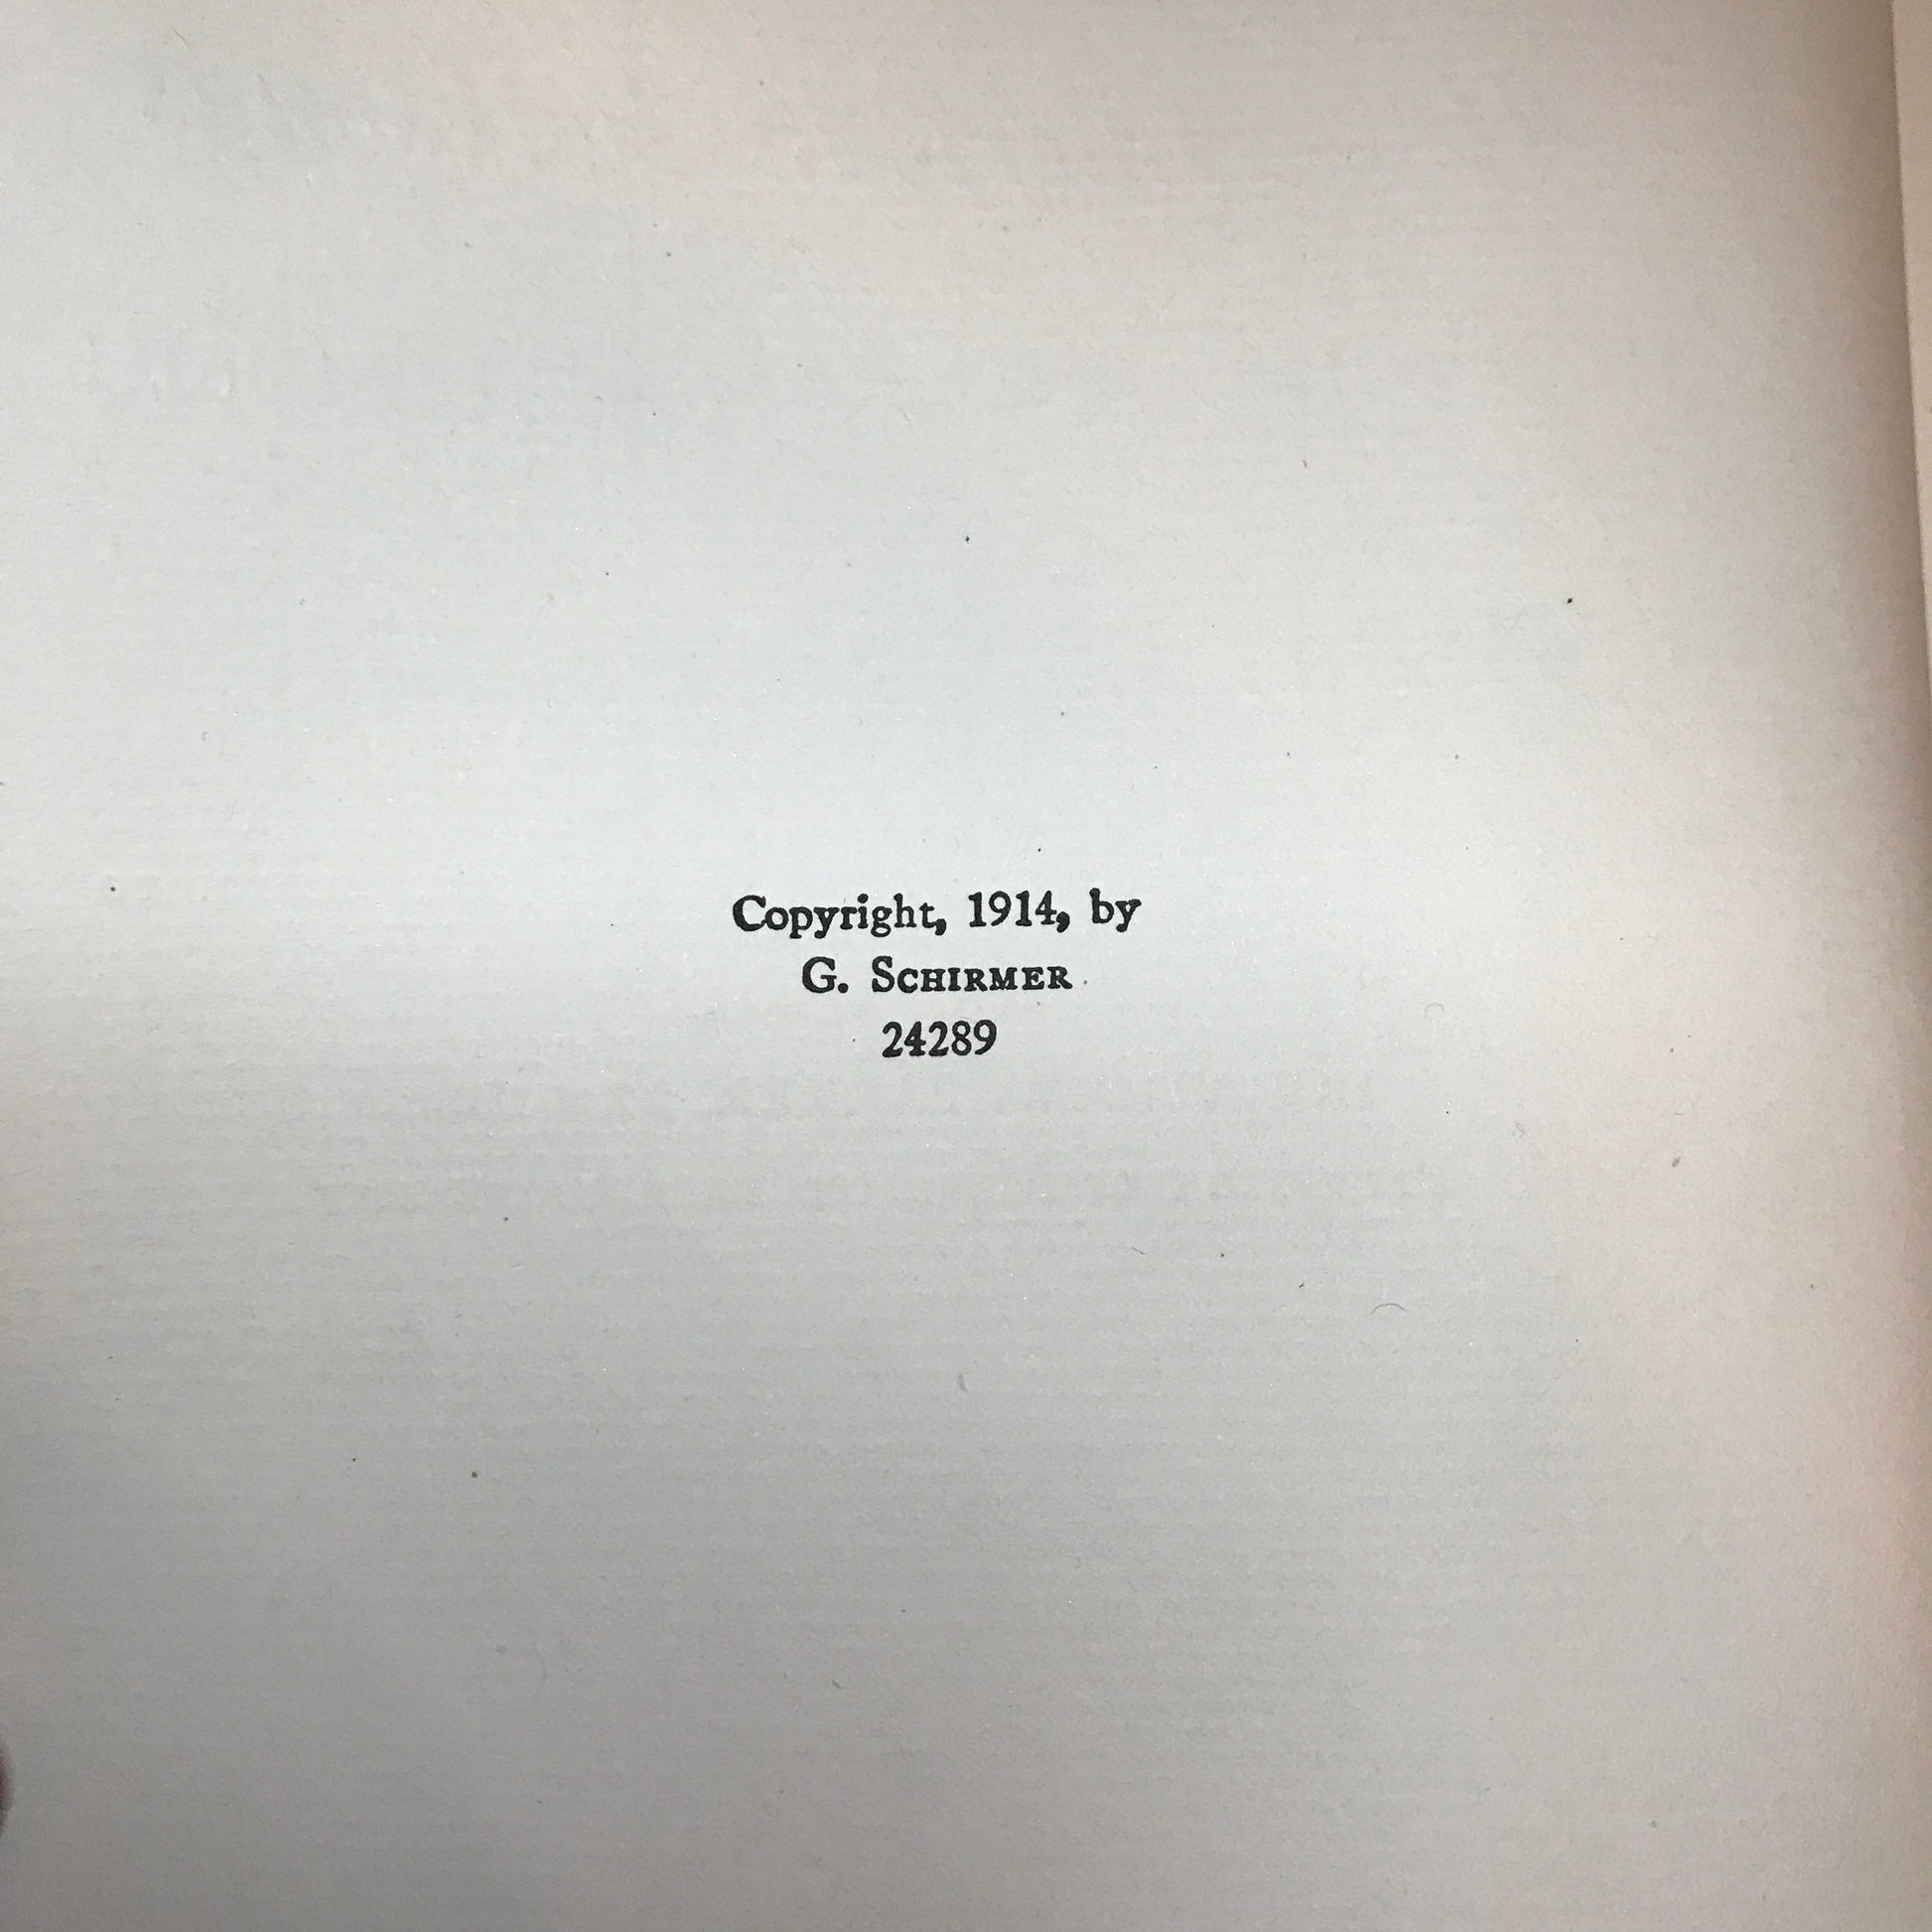 Copyright, 1914, by
G. SCHIRMER
24289